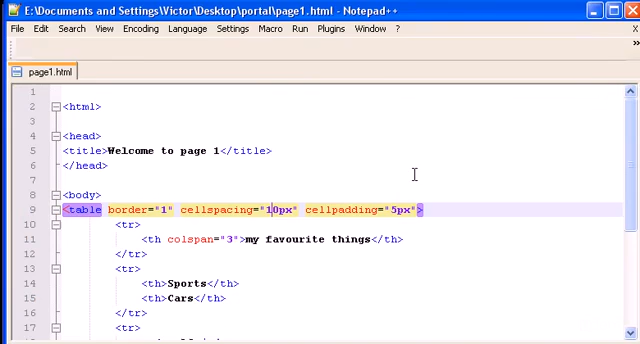 E:\Documents and Settings\Victor\Desktop\portal\page1.html - Notepad++
File Edit Search View Encoding Language Settings Macro Run Plugins Window ?
»
page1.html
1
2 <html>
3
4 <head>
5 <title>Welcome to page 1</title>
6 </head>
7
8 <body>
9 <table border="1" cellspacing="10px" cellpadding="5px">
10 <tr>
11 <th colspan="3">my favourite things</th>
12 </tr>
13 <tr>
14 <th>Sports</th>
15 <th>Cars</th>
16 </tr>
17 <tr>